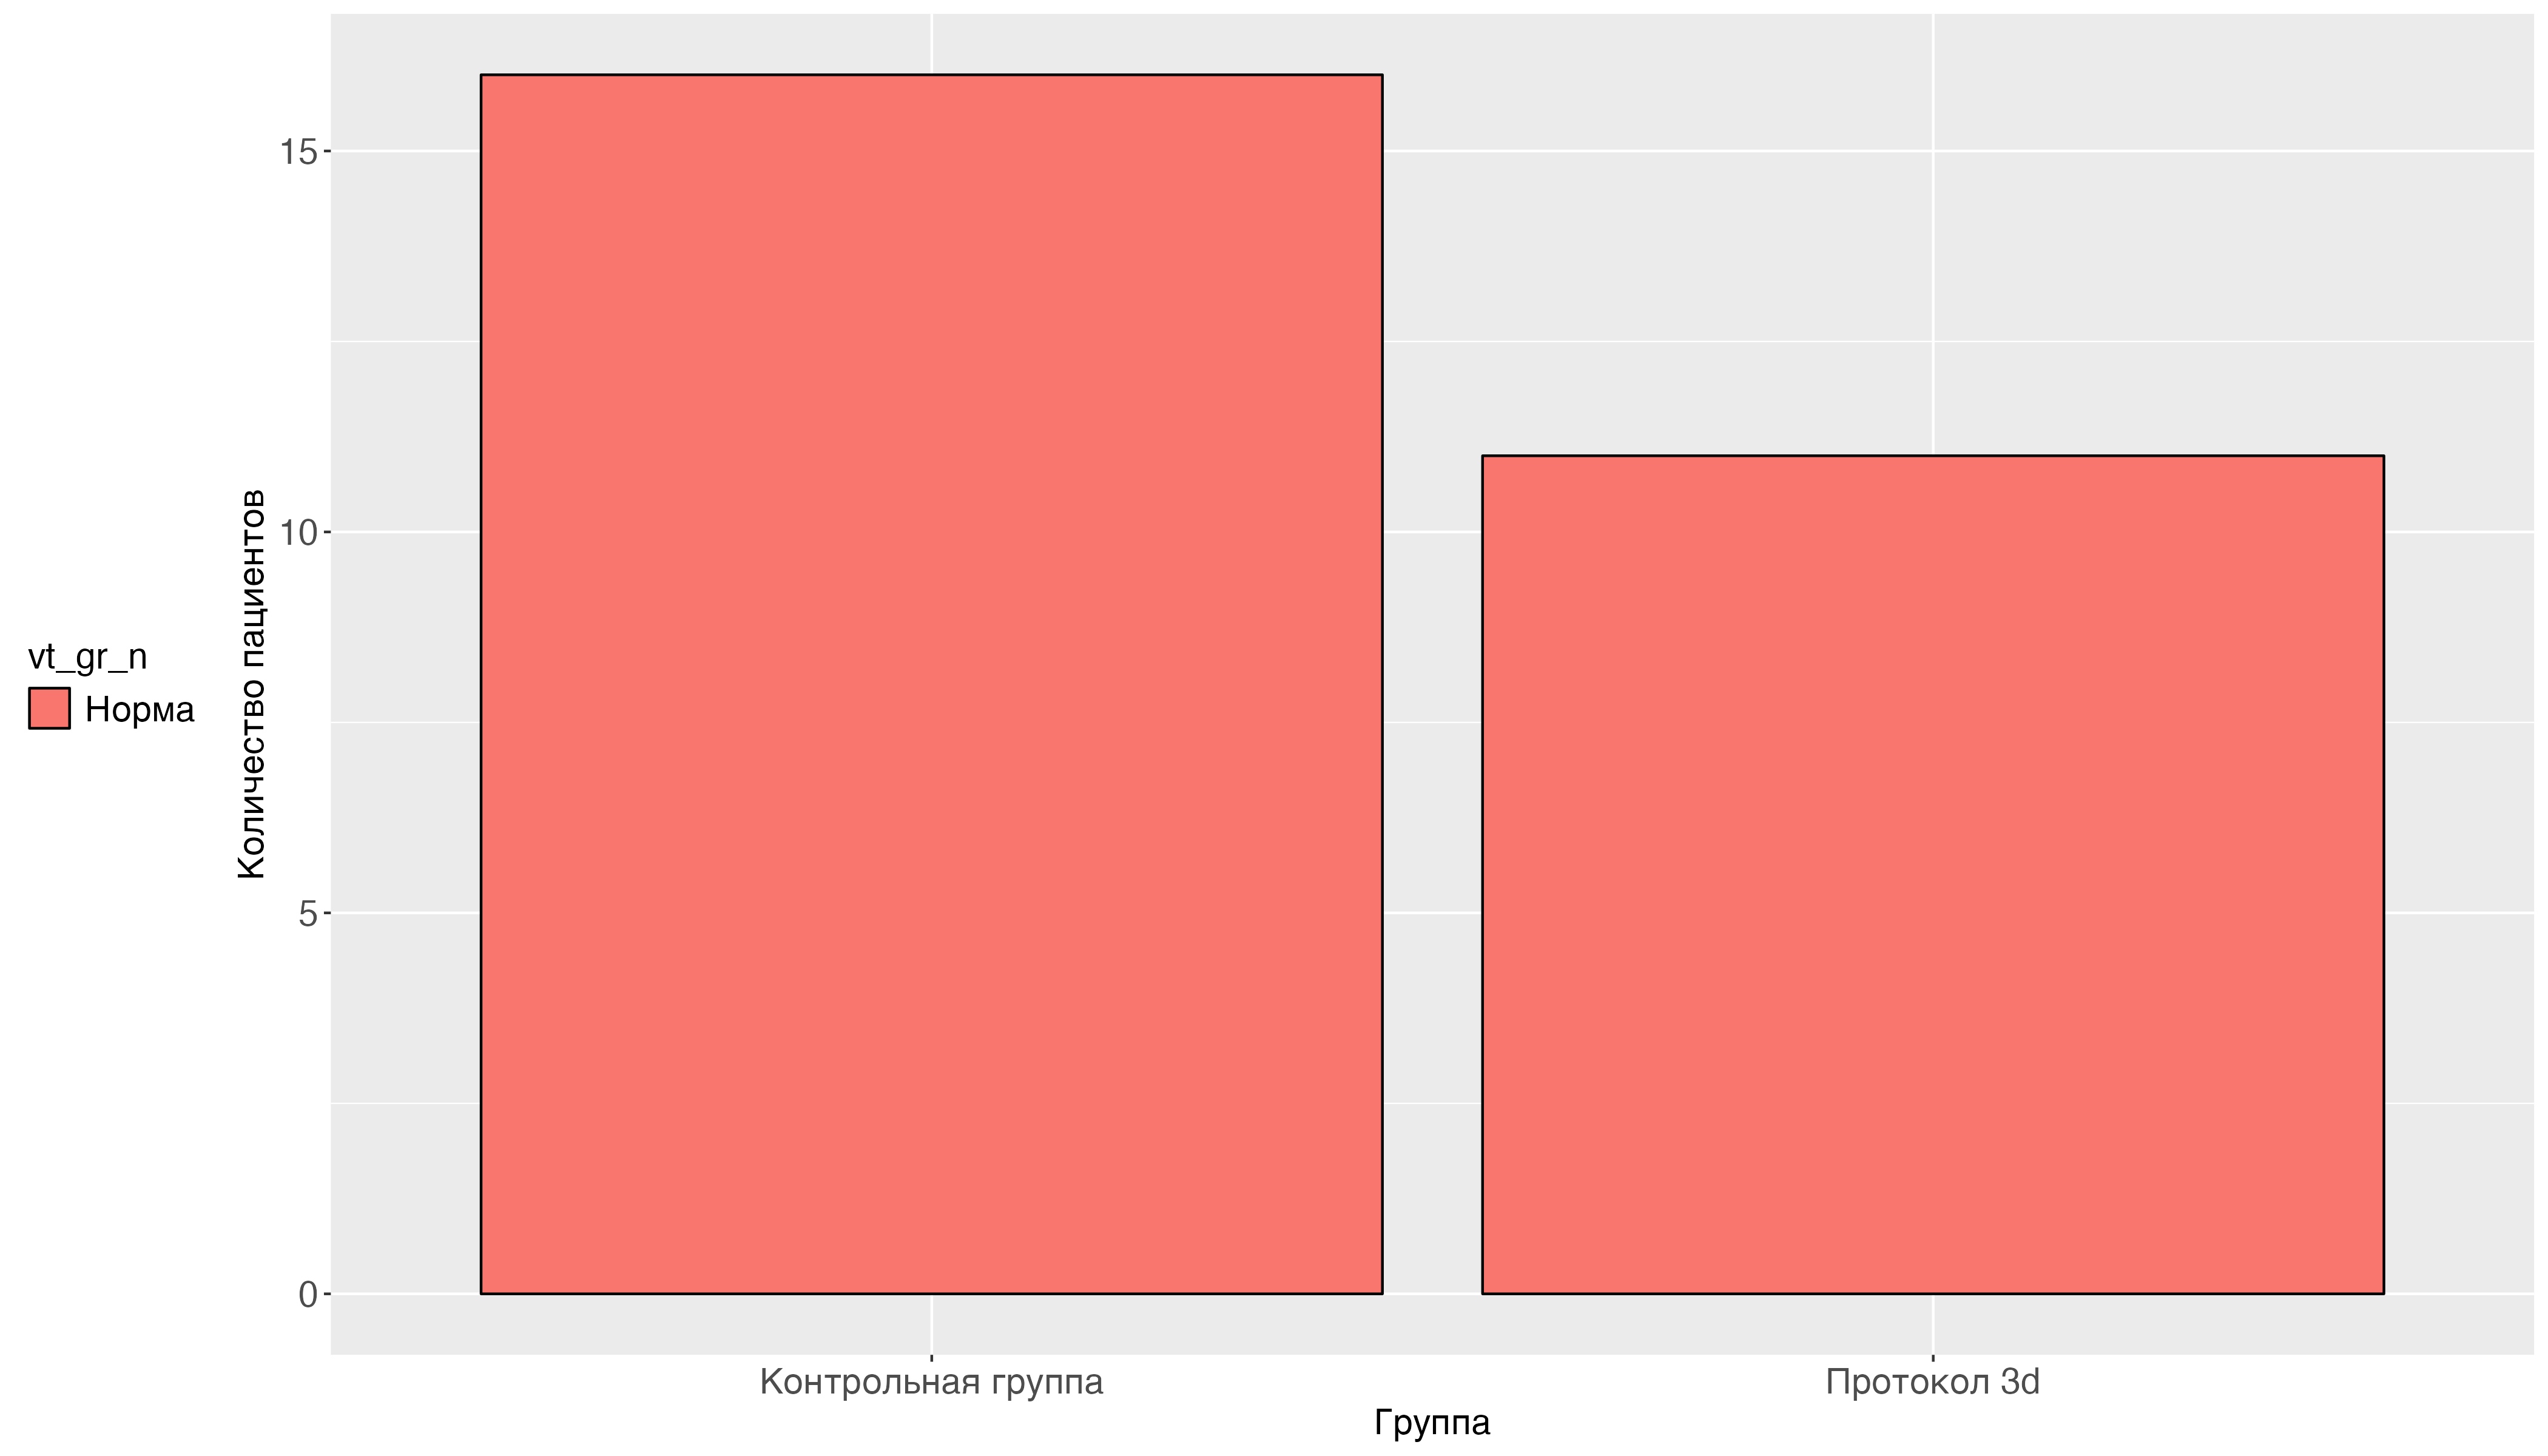 vt_gr_n
Норма
Количество пациентов
15
10
5
0
Контрольная группа
Протокол 3d
Группа